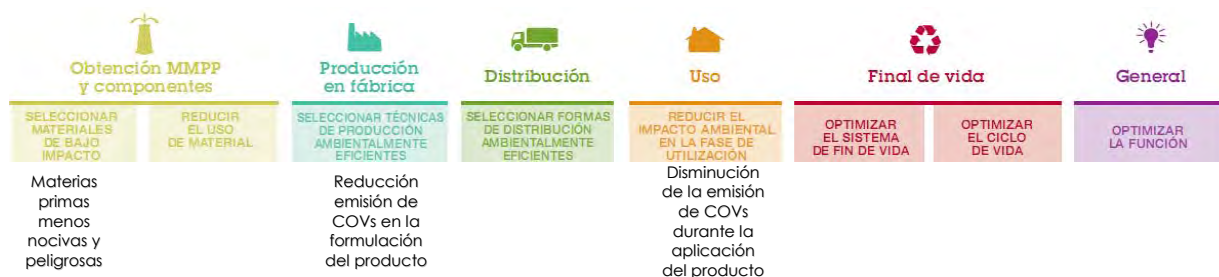 Obtención MMPP
y componentes
Producción
en fábrica
Distribución
Uso
Final de vida
General
SELECCIONAR
MATERIALES
DE BAJO
IMPACTO
REDUCIR
EL USO
DE MATERIAL
SELECCIONAR TÉCNICAS
DE PRODUCCIÓN
AMBIENTALMENTE
EFICIENTES
SELECCIONAR FORMAS
DE DISTRIBUCIÓN
AMBIENTALMENTE
EFICIENTES
REDUCIR EL
IMPACTO AMBIENTAL
EN LA FASE DE
UTILIZACIÓN
OPTIMIZAR
EL SISTEMA
DE FIN DE VIDA
OPTIMIZAR
EL CICLO
DE VIDA
OPTIMIZAR
LA FUNCIÓN
Materias
primas
menos
nocivas y
peligrosas
Reducción
emisión de
COVs en la
formulación
del producto
Disminución
de la emisión
de COVs
durante la
aplicación
del producto